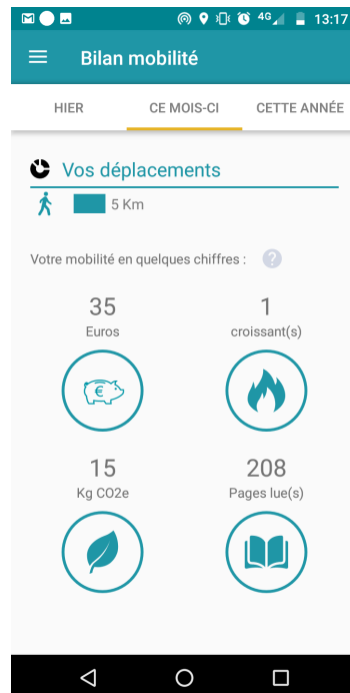 4G 13:17
Bilan mobilité
HIER CE MOIS-CI CETTE ANNÉE
Vos déplacements
5 Km
Votre mobilité en quelques chiffres : ?
35 1
Euros croissant(s)
€
15 208
Kg CO2e Pages lue(s)